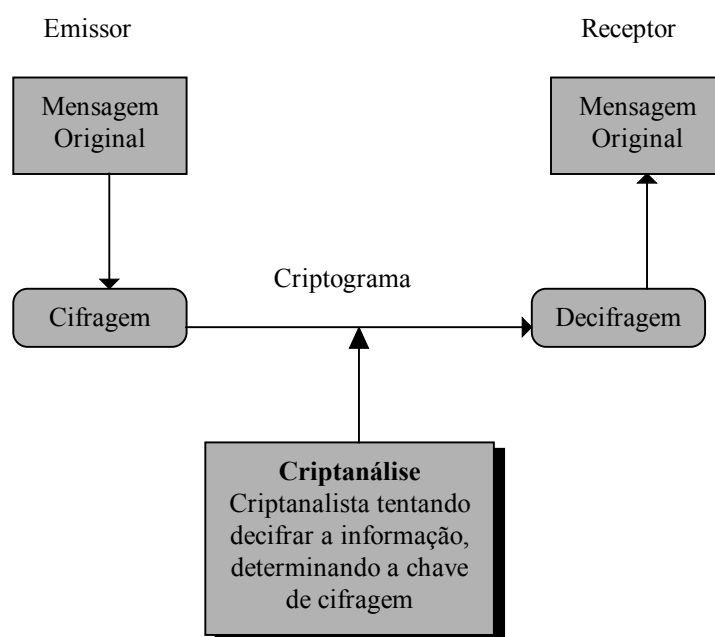 Emissor
Receptor
Mensagem
Original
Mensagem
Original
Criptograma
Cifragem
Decifragem
Criptanálise
Criptanalista tentando
decifrar a informação,
determinando a chave
de cifragem